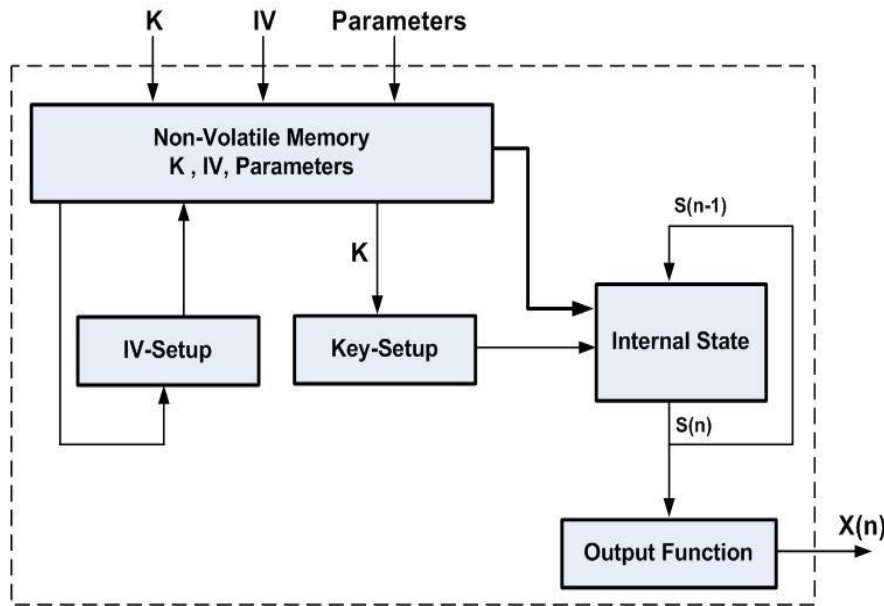 K
IV
Parameters
Non-Volatile Memory
K , IV, Parameters
S(n-1)
K
IV-Setup
Key-Setup
Internal State
S(n)
X(n)
Output Function